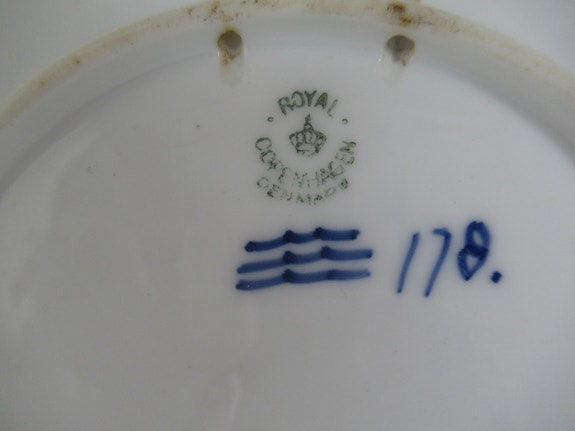 ROYAL
COPENHAGEN
DENMARK
178.